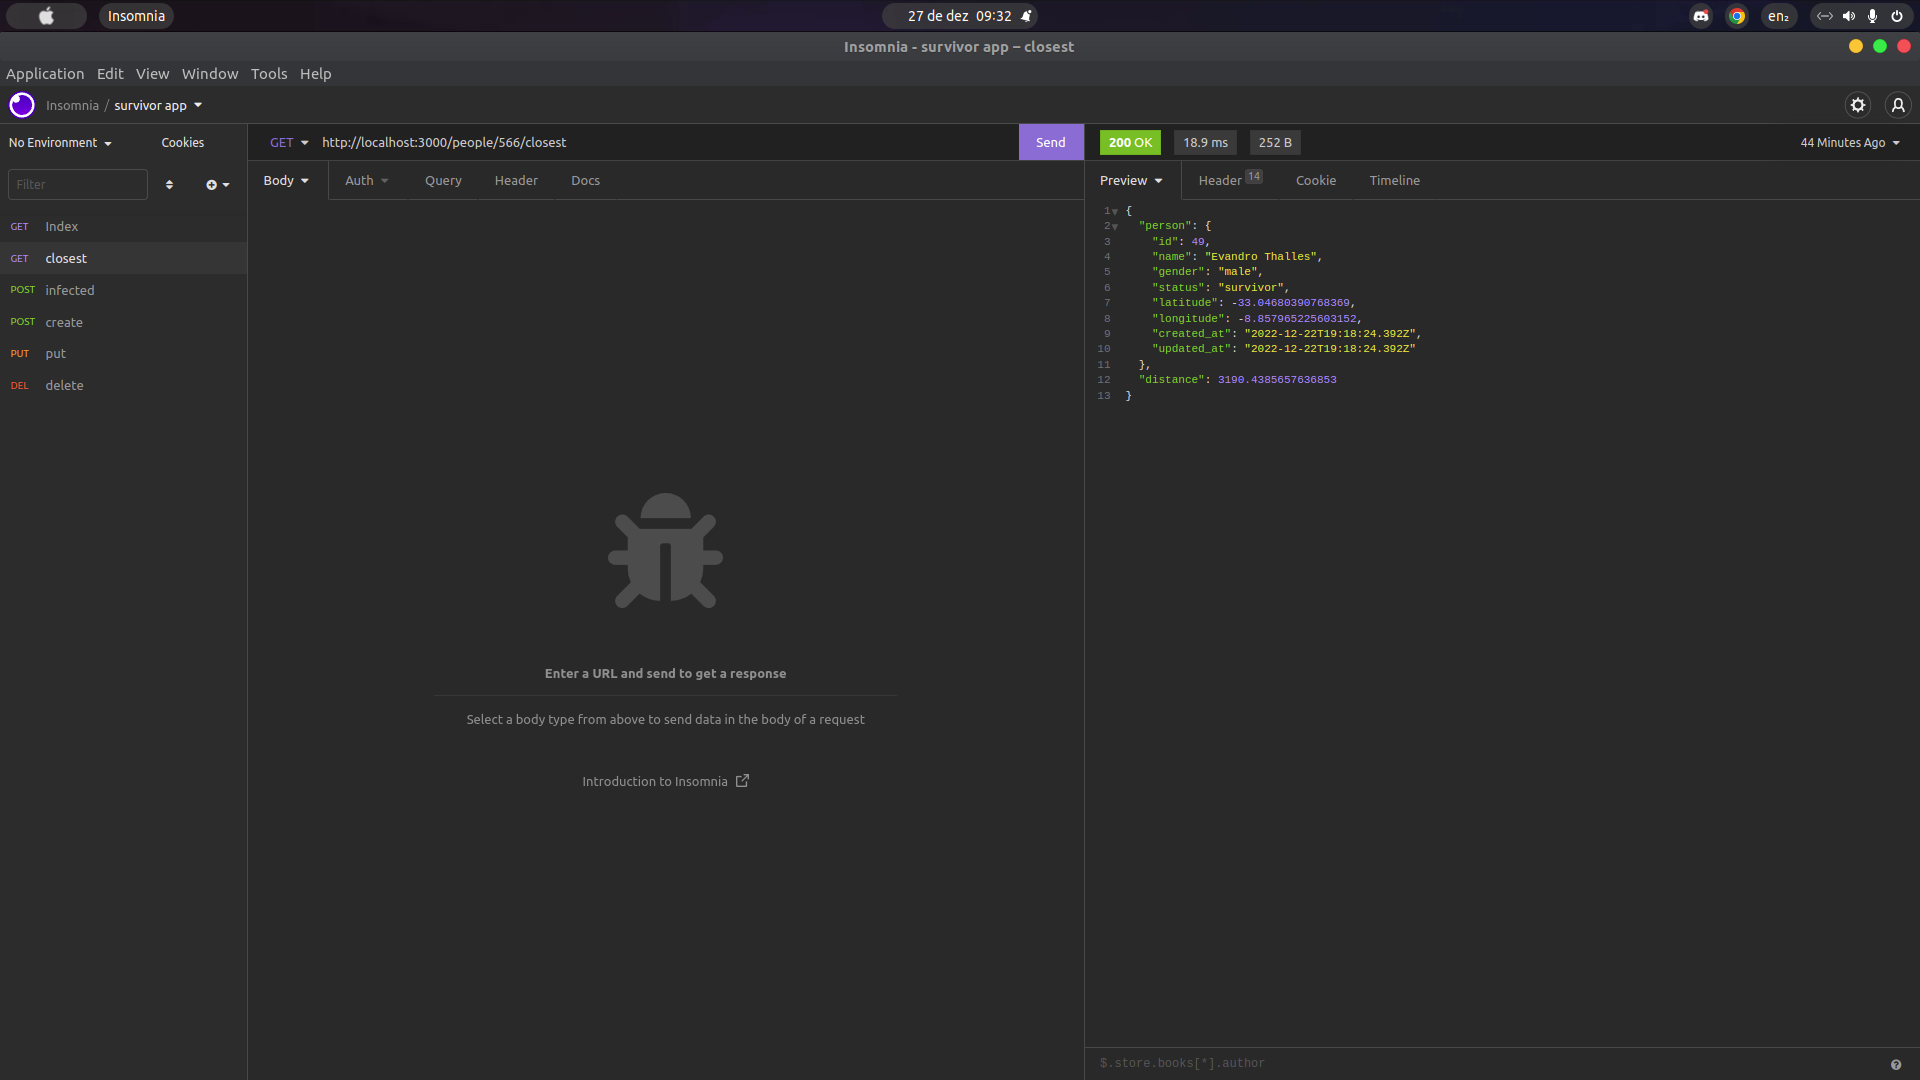 Insomnia
27 de dez 09:32
en₂
Insomnia - survivor app – closest
Application Edit View Window Tools Help
Insomnia / survivor app
No Environment Cookies
GET http://localhost:3000/people/566/closest Send
200 OK 18.9 ms 252 B 44 Minutes Ago
Filter
Body Auth Query Header Docs
Preview Header 14 Cookie Timeline
GET Index
GET closest
POST infected
POST create
PUT put
DEL delete
1 {
2 "person": {
3 "id": 49,
4 "name": "Evandro Thalles",
5 "gender": "male",
6 "status": "survivor",
7 "latitude": -33.04680390768369,
8 "longitude": -8.857965225603152,
9 "created_at": "2022-12-22T19:18:24.392Z",
10 "updated_at": "2022-12-22T19:18:24.392Z"
11 },
12 "distance": 3190.4385657636853
13 }
Enter a URL and send to get a response
Select a body type from above to send data in the body of a request
Introduction to Insomnia
$.store.books[*].author